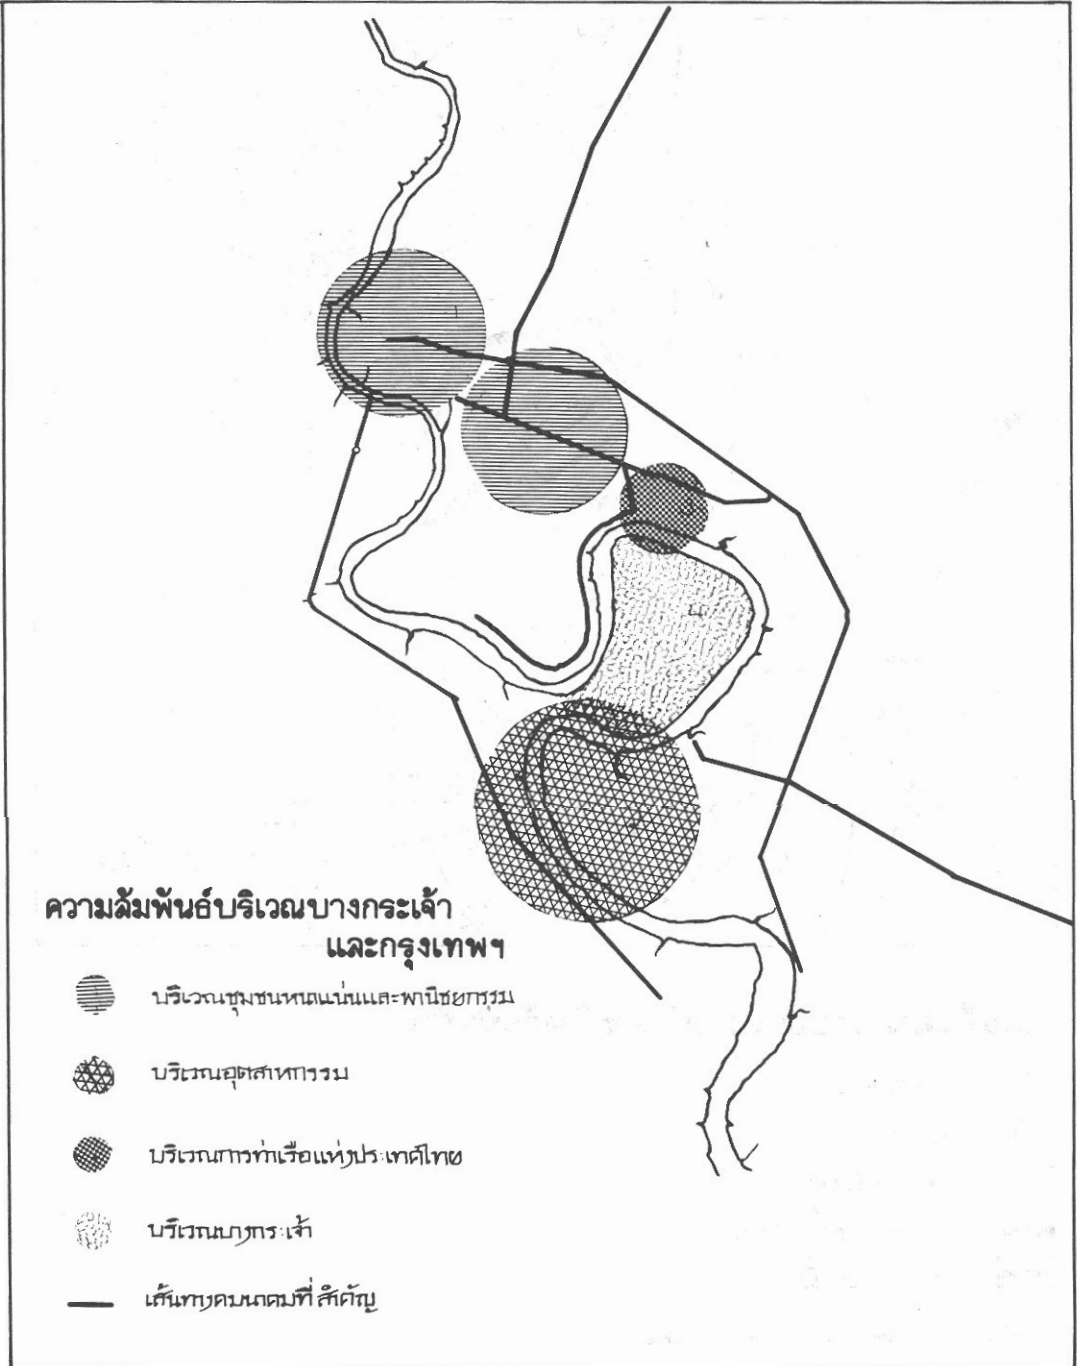 ความสัมพันธ์บริเวณบางกระเจ้า
และกรุงเทพฯ
บริเวณชุมชนหนาแน่นและพานิชยกรรม
บริเวณอุตสาหกรรม
บริเวณการท่าเรือแห่งประเทศไทย
บริเวณบางกระเจ้า
เส้นทางคมนาคมที่สำคัญ